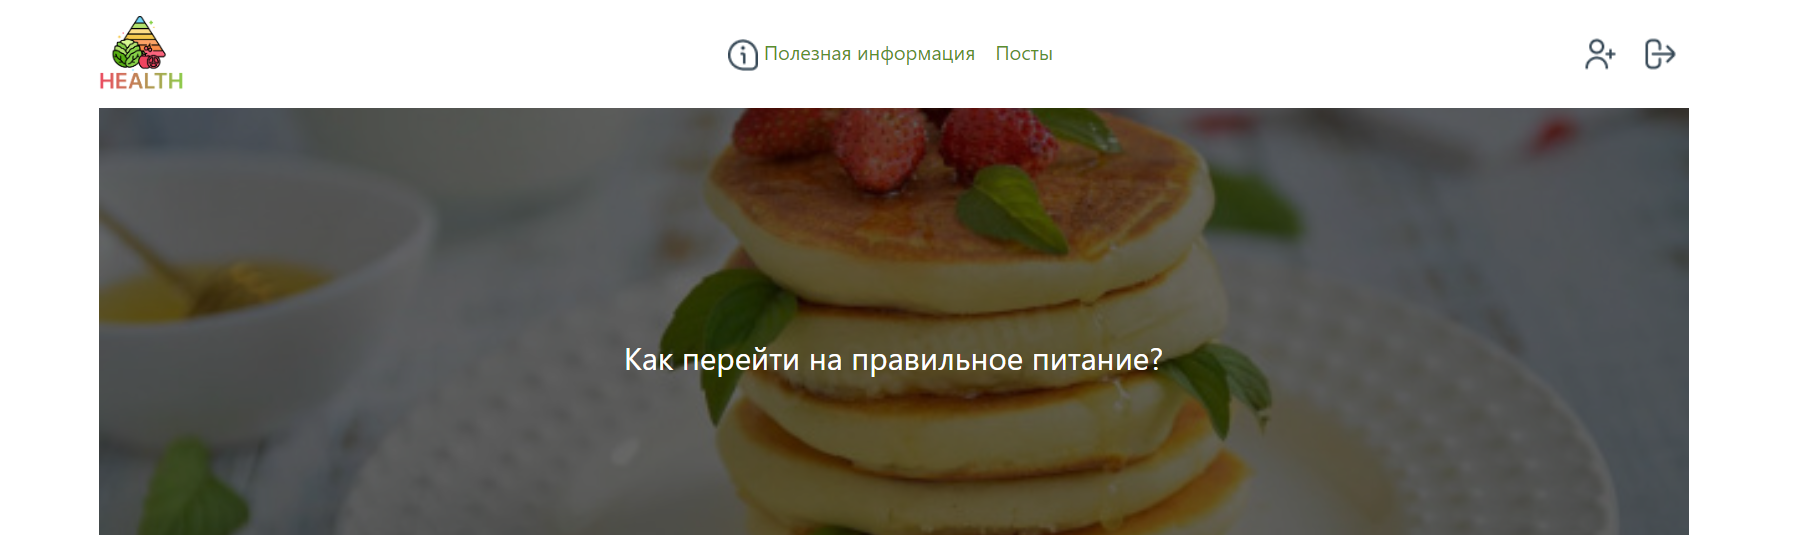 HEALTH
Полезная информация Посты
Как перейти на правильное питание?